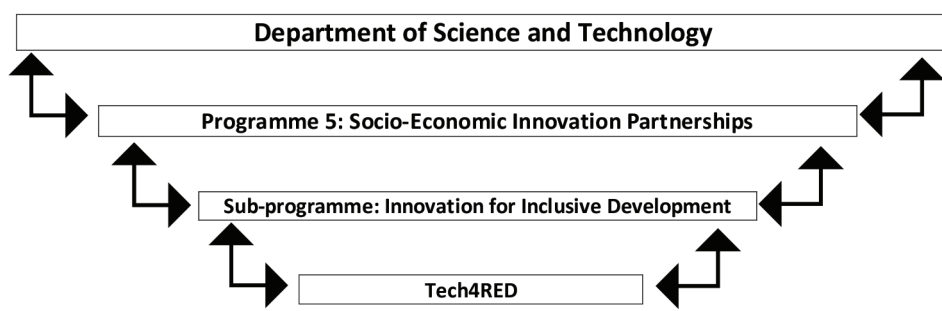 Department of Science and Technology
Programme 5: Socio-Economic Innovation Partnerships
Sub-programme: Innovation for Inclusive Development
Tech4RED